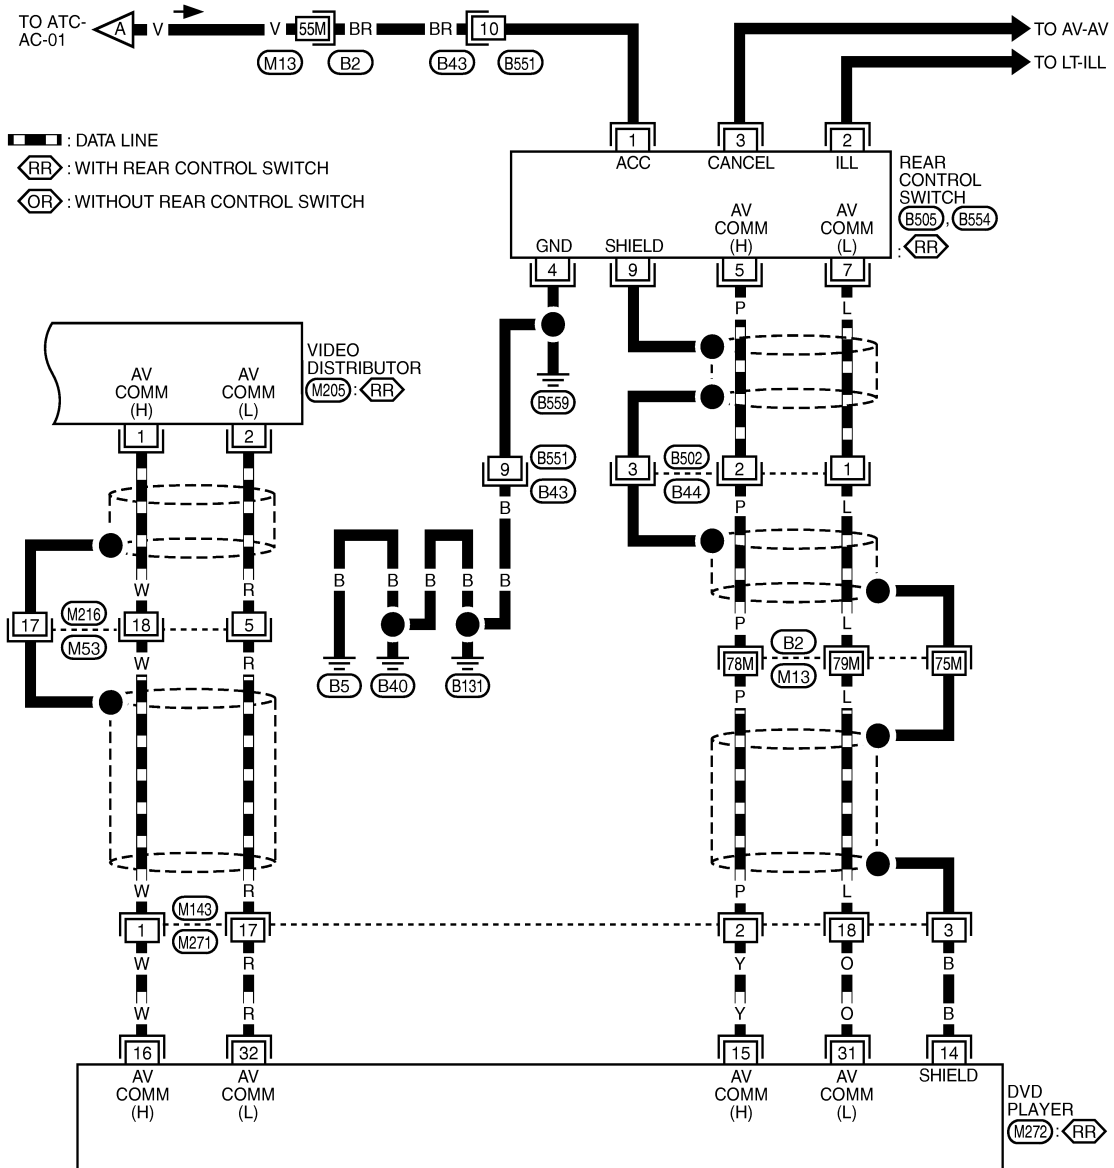 TO ATC-
AC-01
A
V
V
55M
BR
BR
10
M13
B2
B43
B551
TO AV-AV
TO LT-ILL
: DATA LINE
RR : WITH REAR CONTROL SWITCH
OR : WITHOUT REAR CONTROL SWITCH
1
3
2
ACC
CANCEL
ILL
REAR
CONTROL
SWITCH
B505 , B554
: RR
GND
SHIELD
AV
COMM
(H)
AV
COMM
(L)
4
9
5
7
P
L
B559
VIDEO
DISTRIBUTOR
M205 : RR
AV
COMM
(H)
AV
COMM
(L)
1
2
9
B551
B43
B
3
B502
B44
2
1
P
L
B
B
B
B
B
W
R
17
M216
M53
18
5
W
R
B5
B40
B131
P
L
78M
B2
M13
79M
75M
P
L
W
R
P
L
1
M143
M271
17
2
18
3
W
R
Y
O
B
W
R
Y
O
B
16
32
15
31
14
AV
COMM
(H)
AV
COMM
(L)
AV
COMM
(H)
AV
COMM
(L)
SHIELD
DVD
PLAYER
M272 : RR